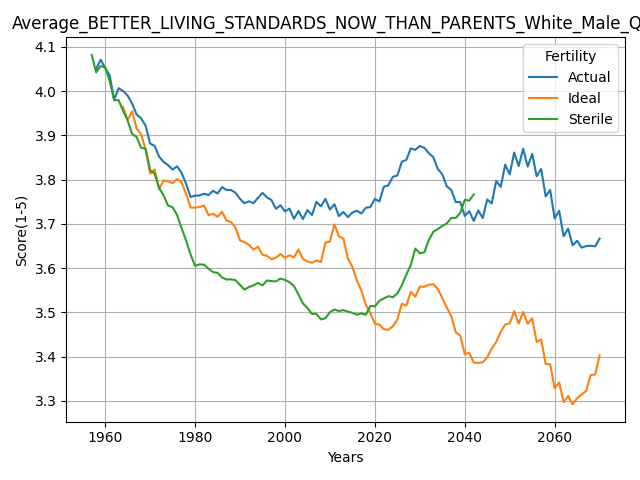 Average_BETTER_LIVING_STANDARDS_NOW_THAN_PARENTS_White_Male_Q
4.1
4.0
3.9
3.8
3.7
3.6
3.5
3.4
3.3
Score(1-5)
Fertility
Actual
Ideal
Sterile
1960
1980
2000
2020
2040
2060
Years